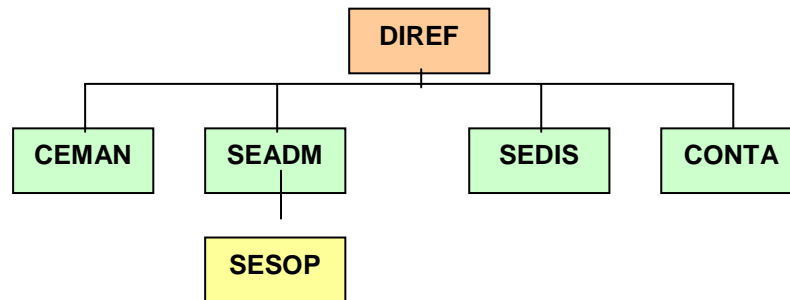 DIREF
CEMAN
SEADM
SEDIS
CONTA
SESOP